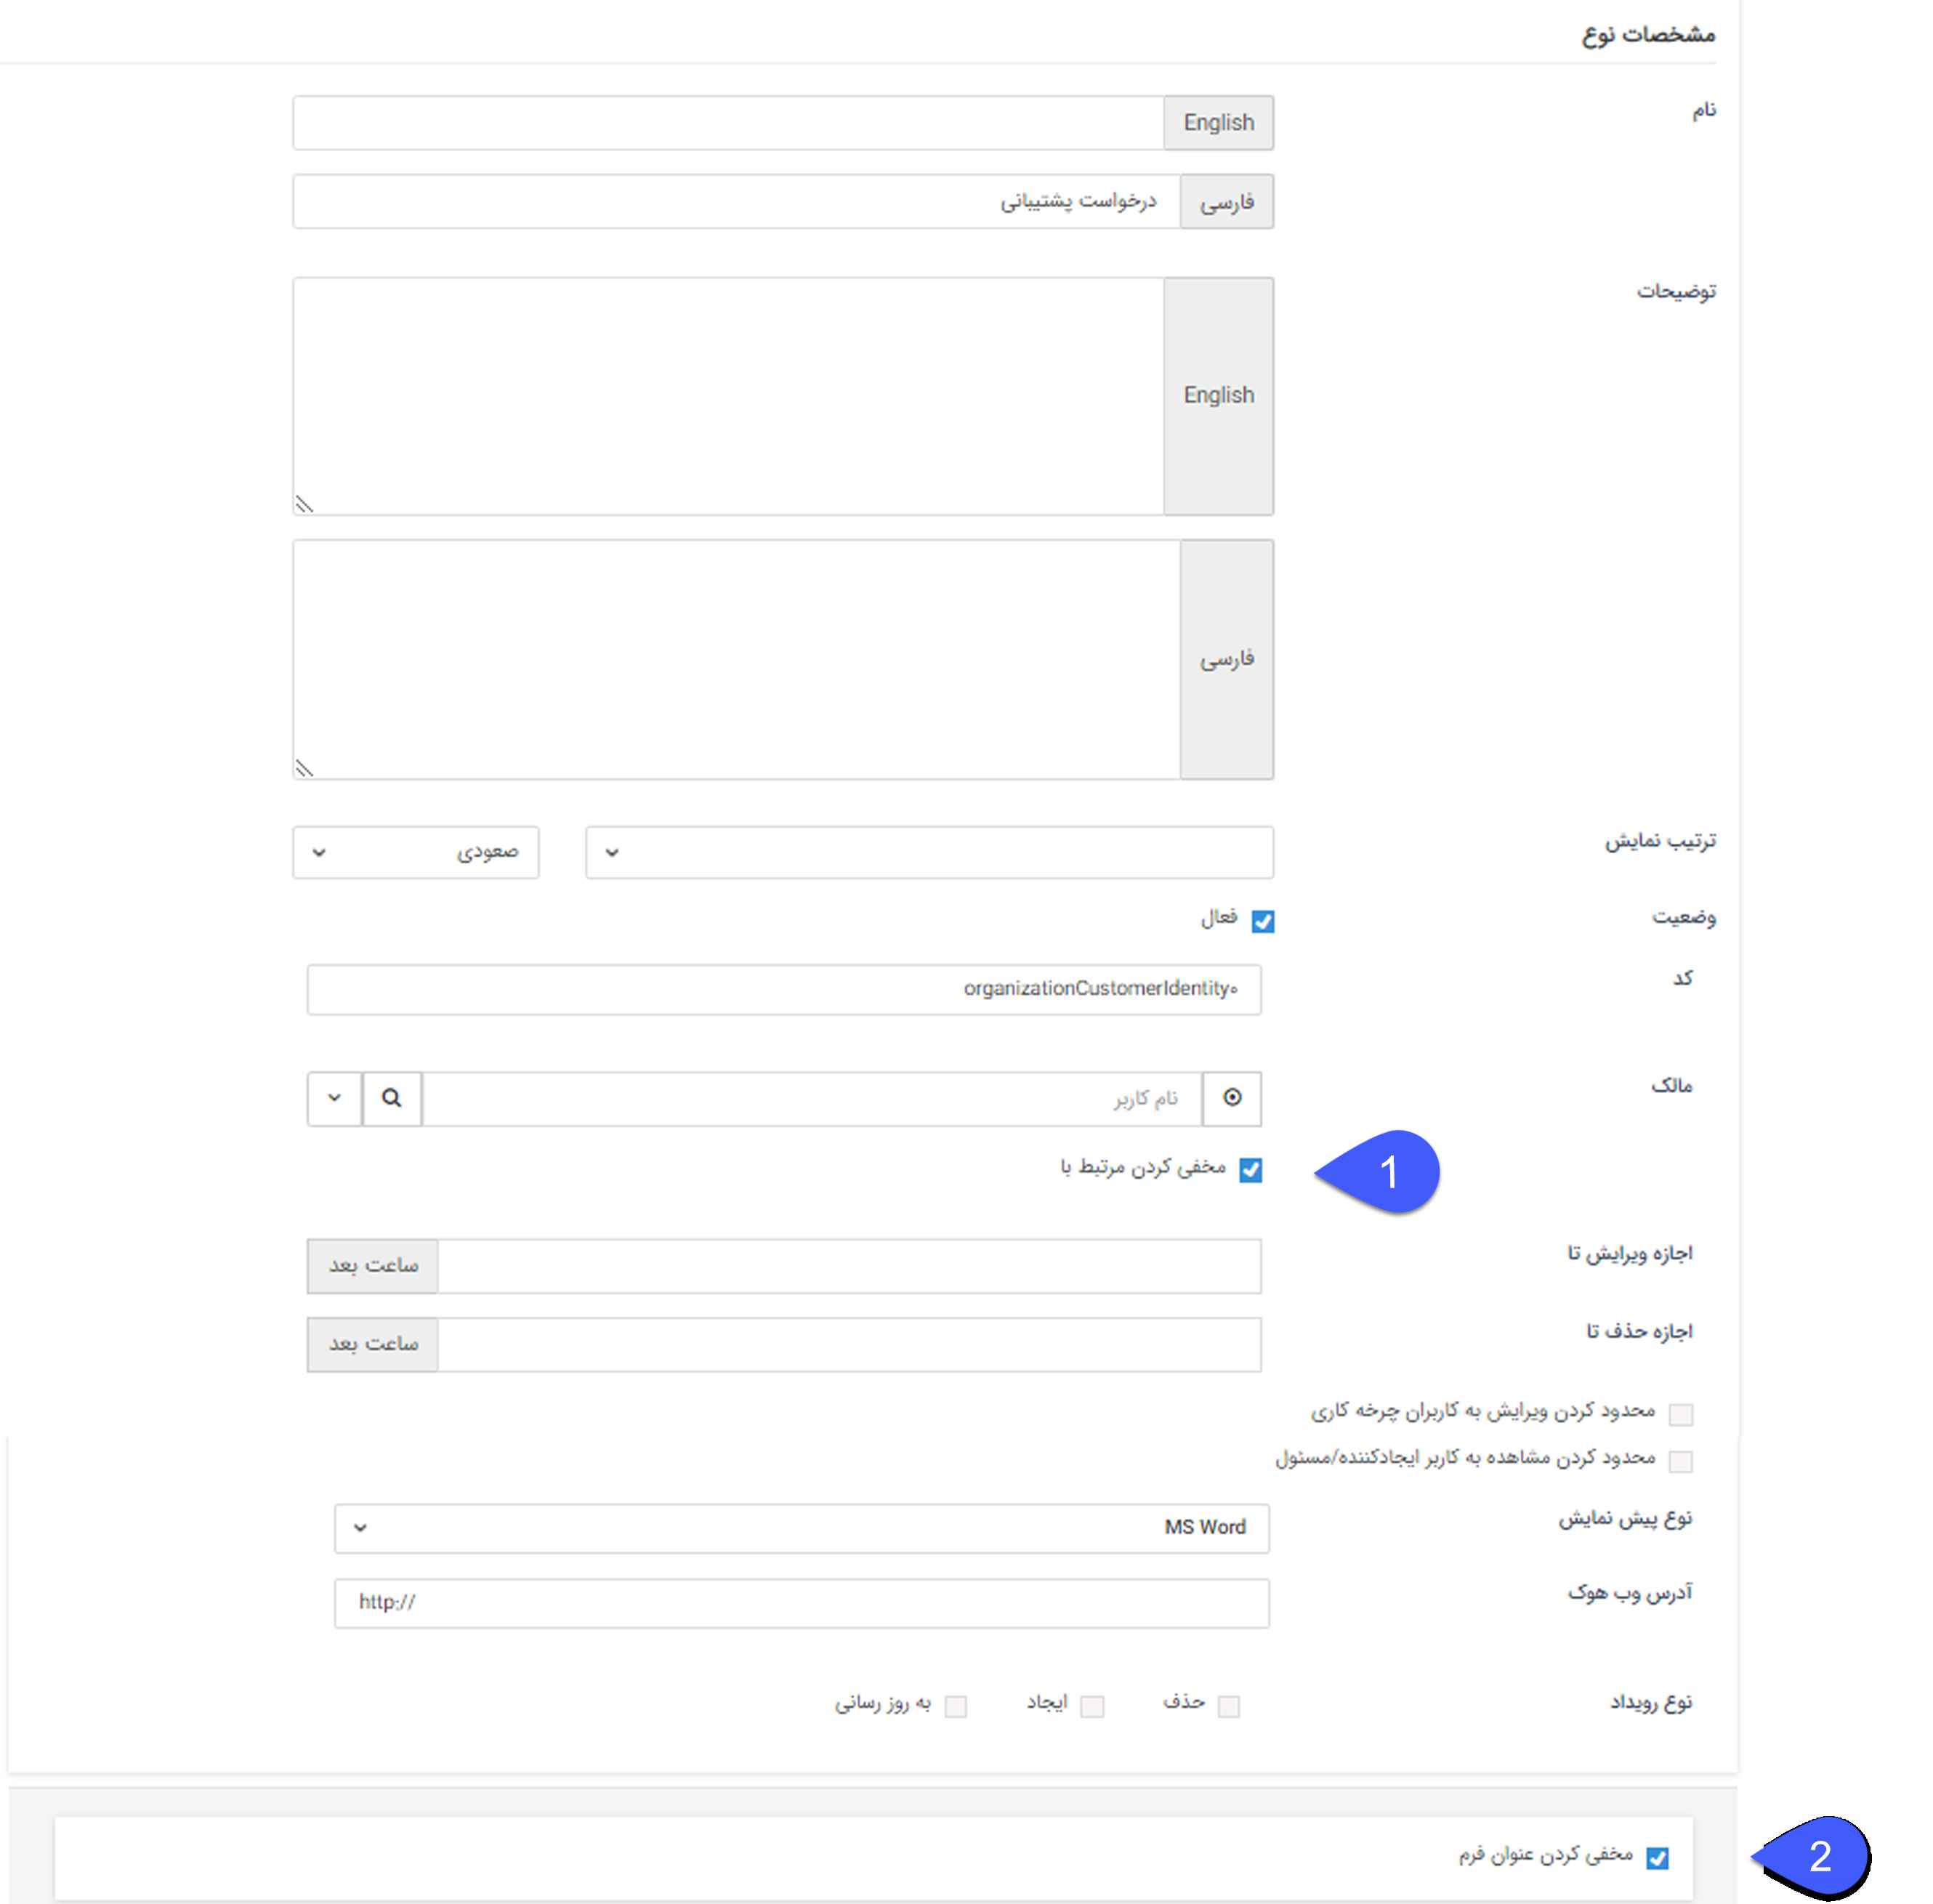 مشخصات نوع
نام
English
فارسی
درخواست پشتیبانی
توضیحات
English
فارسی
ترتیب نمایش
صعودی
وضعیت
فعال
کد
organizationCustomerIdentity۰
مالک
نام کاربر
مخفی کردن مرتبط با
1
اجازه ویرایش تا
ساعت بعد
اجازه حذف تا
ساعت بعد
محدود کردن ویرایش به کاربران چرخه کاری
محدود کردن مشاهده به کاربر ایجادکننده/مسئول
نوع پیش نمایش
MS Word
آدرس وب هوک
http://
نوع رویداد
حذف
ایجاد
به روز رسانی
مخفی کردن عنوان فرم
2